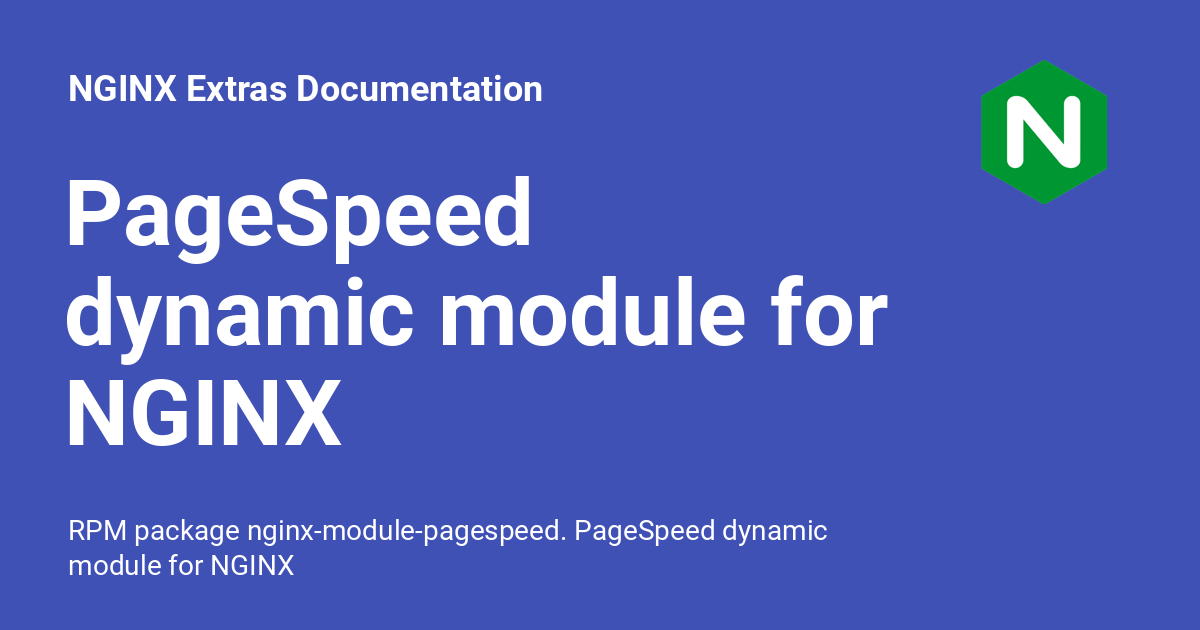 NGINX Extras Documentation
N
PageSpeed
dynamic module for
NGINX
RPM package nginx-module-pagespeed. PageSpeed dynamic
module for NGINX